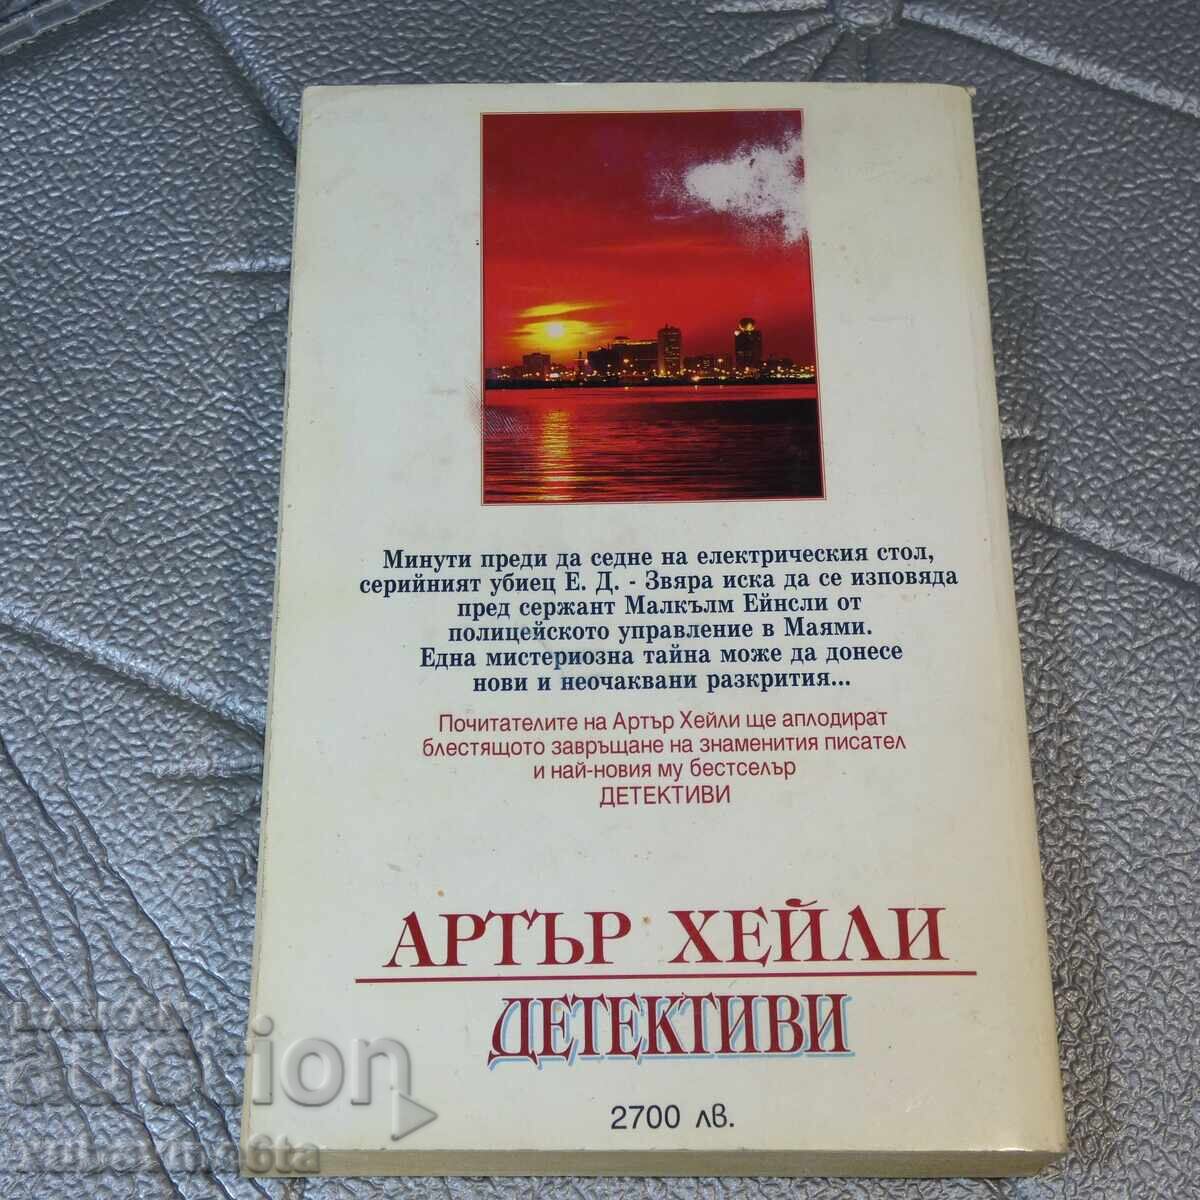 Минути преди да седне на електрическия стол,
серийният убиец Е. Д. - Звяра иска да се изповяда
пред сержант Малкълм Ейнсли от
полицейското управление в Маями.
Една мистериозна тайна може да донесе
нови и неочаквани разкрития...
Почитателите на Артър Хейли ще аплодират
блестящото завръщане на знаменития писател
и най-новия му бестселър
ДЕТЕКТИВИ
АРТЪР ХЕЙЛИ
ДЕТЕКТИВИ
2700 лв.